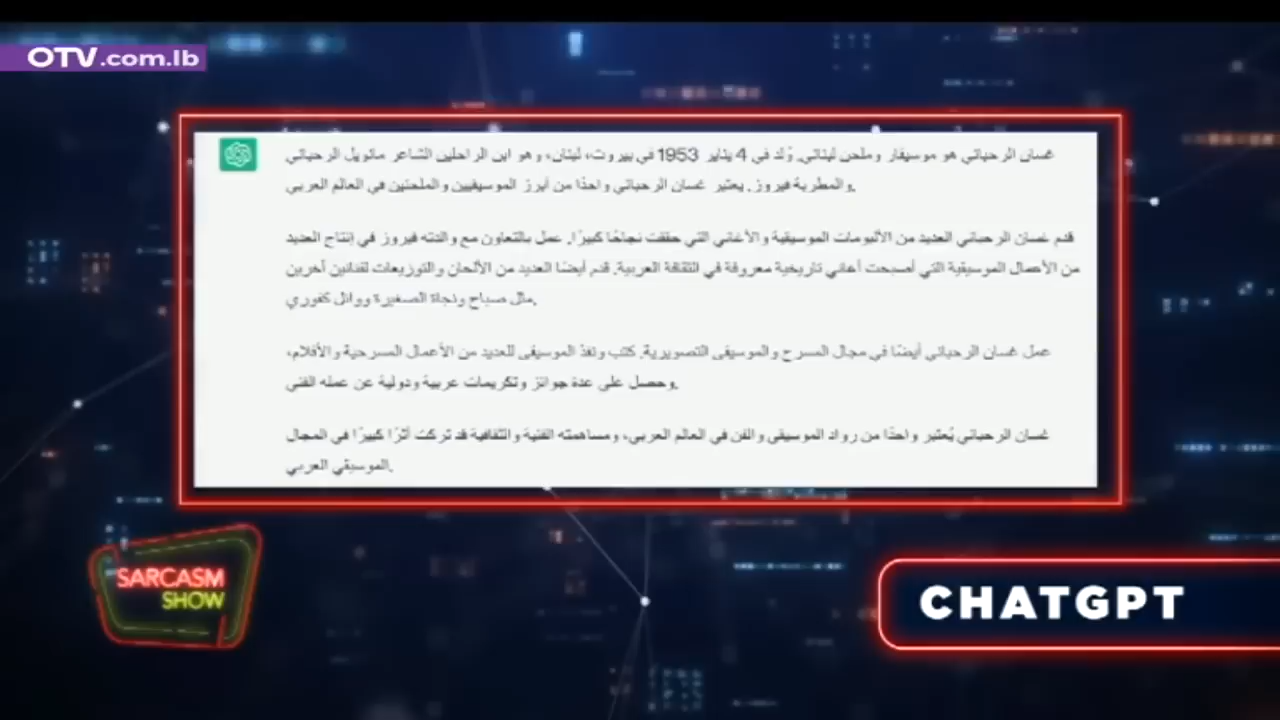 OTV.com.lb
غسان الرحباني هو موسيقار وملحن لبناني. وُلد في 4 يناير 1953 في بيروت، لبنان، وهو ابن الراحلين الشاعر مانويل الرحباني
والمطربة فيروز. يعتبر غسان الرحباني واحدًا من أبرز الموسيقيين والملحنين في العالم العربي.
قدم غسان الرحباني العديد من الألبومات الموسيقية والأغاني التي حققت نجاحًا كبيرًا. عمل بالتعاون مع والدته فيروز في إنتاج العديد
من الأعمال الموسيقية التي أصبحت أغاني تاريخية معروفة في الثقافة العربية. قدم أيضًا العديد من الألحان والتوزيعات لفنانين آخرين
مثل صباح ونجاة الصغيرة ووائل كفوري.
عمل غسان الرحباني أيضًا في مجال المسرح والموسيقى التصويرية. كتب ونفذ الموسيقى للعديد من الأعمال المسرحية والأفلام،
وحصل على عدة جوائز وتكريمات عربية ودولية عن عمله الفني.
غسان الرحباني يُعتبر واحدًا من رواد الموسيقى والفن في العالم العربي، ومساهمته الفنية والثقافية قد تركت أثرًا كبيرًا في المجال
الموسيقي العربي.
SARCASM
SHOW
CHATGPT